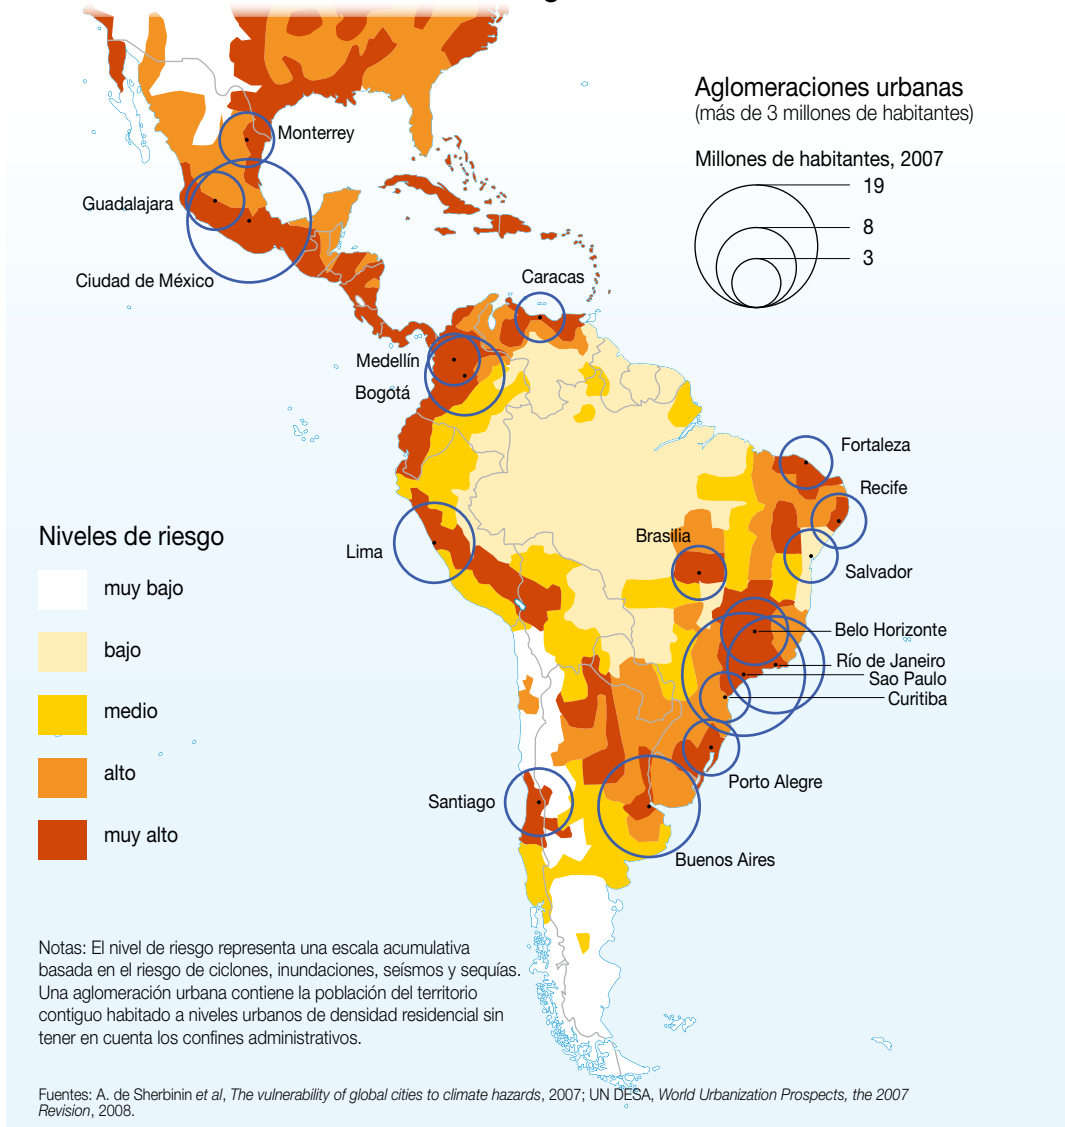 Aglomeraciones urbanas
(más de 3 millones de habitantes)
Millones de habitantes, 2007
19
8
3
Monterrey
Guadalajara
Ciudad de México
Caracas
Medellín
Bogotá
Fortaleza
Recife
Lima
Brasilia
Salvador
Belo Horizonte
Río de Janeiro
Sao Paulo
Curitiba
Porto Alegre
Santiago
Buenos Aires
Niveles de riesgo
muy bajo
bajo
medio
alto
muy alto
Notas: El nivel de riesgo representa una escala acumulativa
basada en el riesgo de ciclones, inundaciones, seísmos y sequías.
Una aglomeración urbana contiene la población del territorio
contiguo habitado a niveles urbanos de densidad residencial sin
tener en cuenta los confines administrativos.
Fuentes: A. de Sherbinin et al, The vulnerability of global cities to climate hazards, 2007; UN DESA, World Urbanization Prospects, the 2007
Revision, 2008.